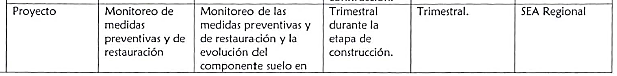 construcción.
Proyecto
Monitoreo de
medidas
preventivas y de
restauración
Monitoreo de las
medidas preventivas y
de restauración y la
evolución del
componente suelo en
Trimestral
durante la
etapa de
construcción.
Trimestral.
SEA Regional